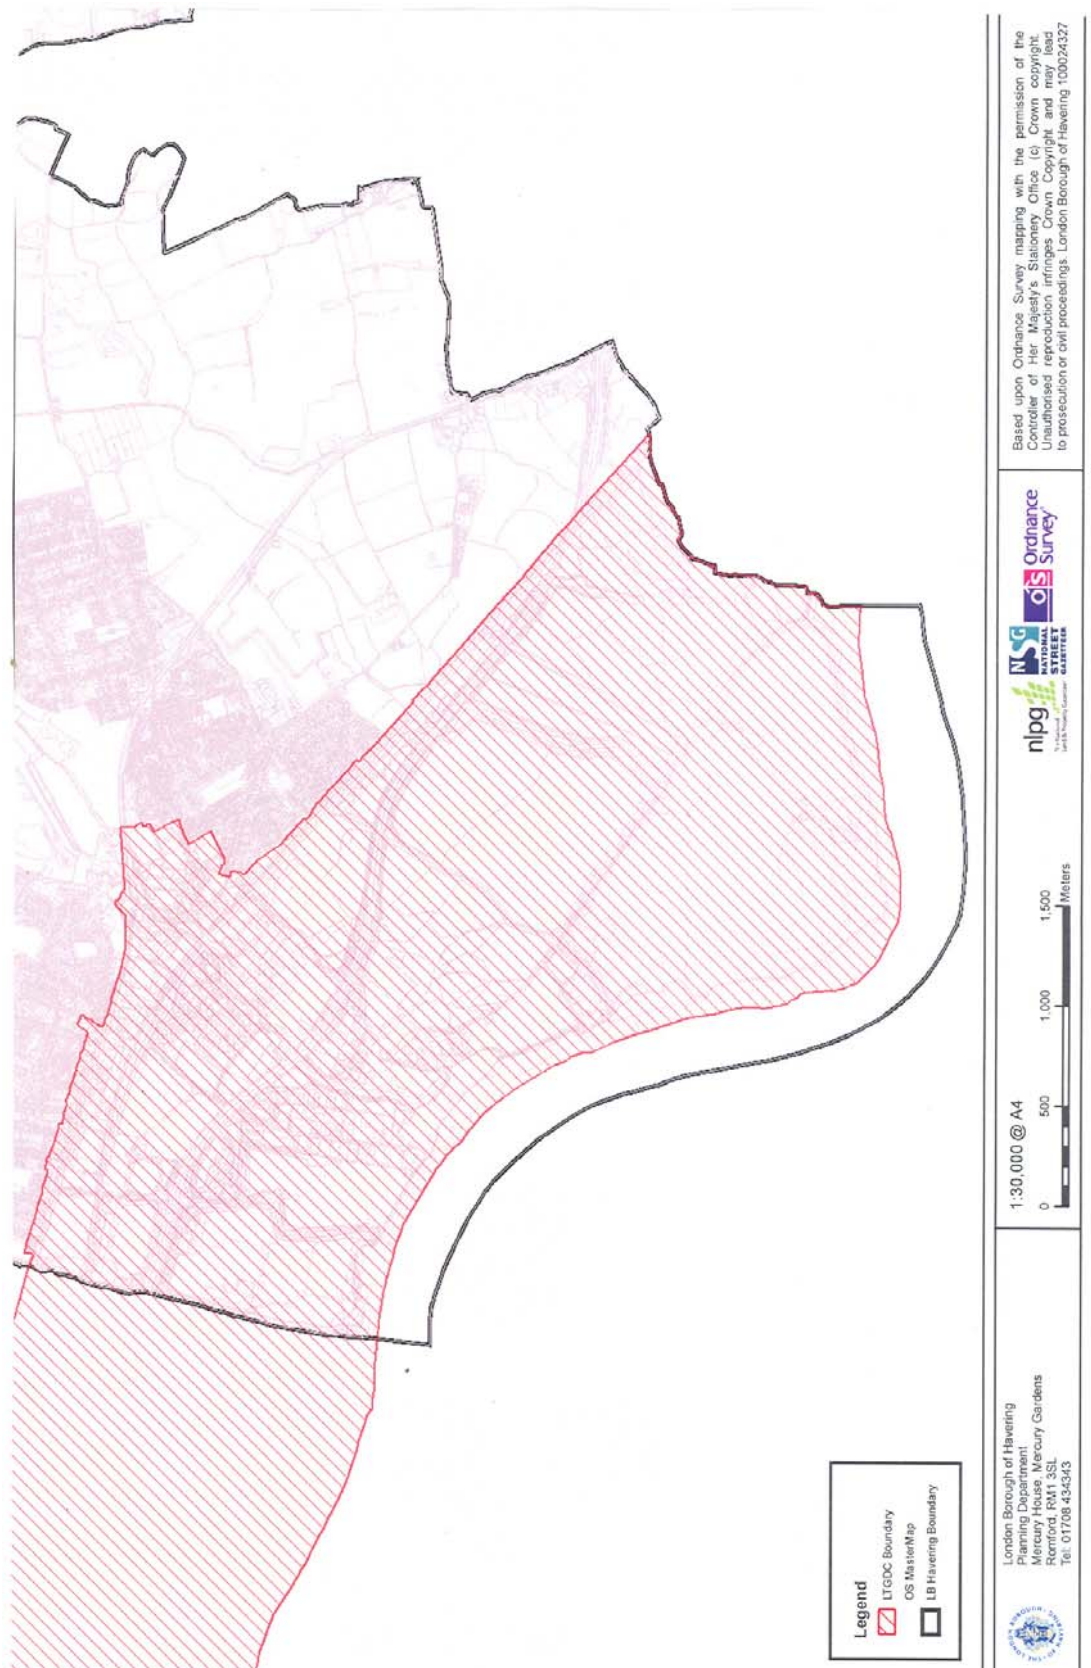 Legend
LTGDC Boundary
OS MasterMap
LB Havering Boundary
London Borough of Havering
Planning Department
Mercury House, Mercury Gardens
Romford, RM1 3SL
Tel: 01708 434343
1:30,000 @ A4
0 500 1,000 1,500
Meters
nlpg
NSG
NATIONAL
STREET
GAZETTEER
OS Ordnance
Survey
Based upon Ordnance Survey mapping with the permission of the
Controller of Her Majesty's Stationery Office (c) Crown copyright.
Unauthorised reproduction infringes Crown Copyright and may lead
to prosecution or civil proceedings. London Borough of Havering 100024327